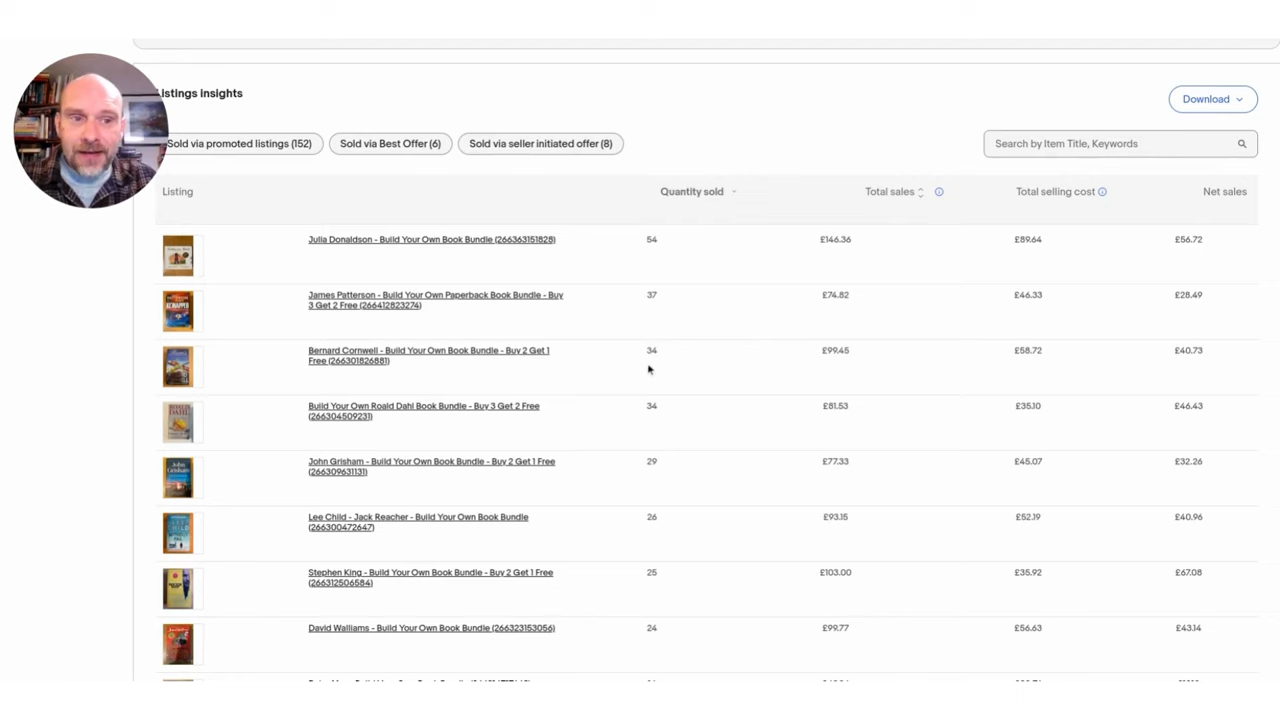 Listings insights
Download
Sold via promoted listings (152)
Sold via Best Offer (6)
Sold via seller initiated offer (8)
Search by Item Title, Keywords
Listing
Quantity sold
Total sales
Total selling cost
Net sales
Julia Donaldson - Build Your Own Book Bundle (266363151828)
54
£146.36
£89.64
£56.72
James Patterson - Build Your Own Paperback Book Bundle - Buy
3 Get 2 Free (266412823274)
37
£74.82
£46.33
£28.49
Bernard Cornwell - Build Your Own Book Bundle - Buy 2 Get 1
Free (266301826881)
34
£99.45
£58.72
£40.73
ROALD
DAHL
Build Your Own Roald Dahl Book Bundle - Buy 3 Get 2 Free
(266304509231)
34
£81.53
£35.10
£46.43
John
Grisham
John Grisham - Build Your Own Book Bundle - Buy 2 Get 1 Free
(266309631131)
29
£77.33
£45.07
£32.26
LEE
CHILD
Lee Child - Jack Reacher - Build Your Own Book Bundle
(266300472647)
26
£93.15
£52.19
£40.96
Stephen King - Build Your Own Book Bundle - Buy 2 Get 1 Free
(266312506584)
25
£103.00
£35.92
£67.08
David Walliams - Build Your Own Book Bundle (266323153056)
24
£99.77
£56.63
£43.14